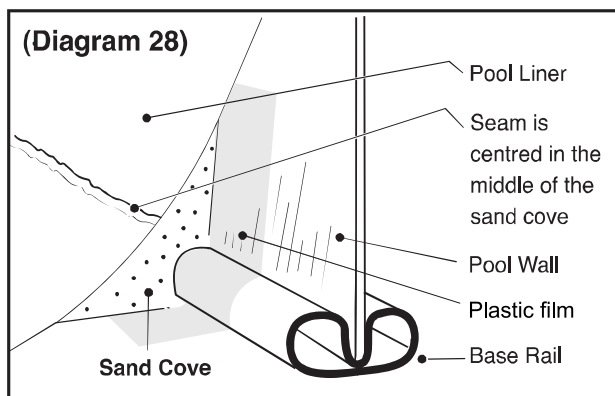 (Diagram 28)
Pool Liner
Seam is
centred in the
middle of the
sand cove
Pool Wall
Plastic film
Base Rail
Sand Cove